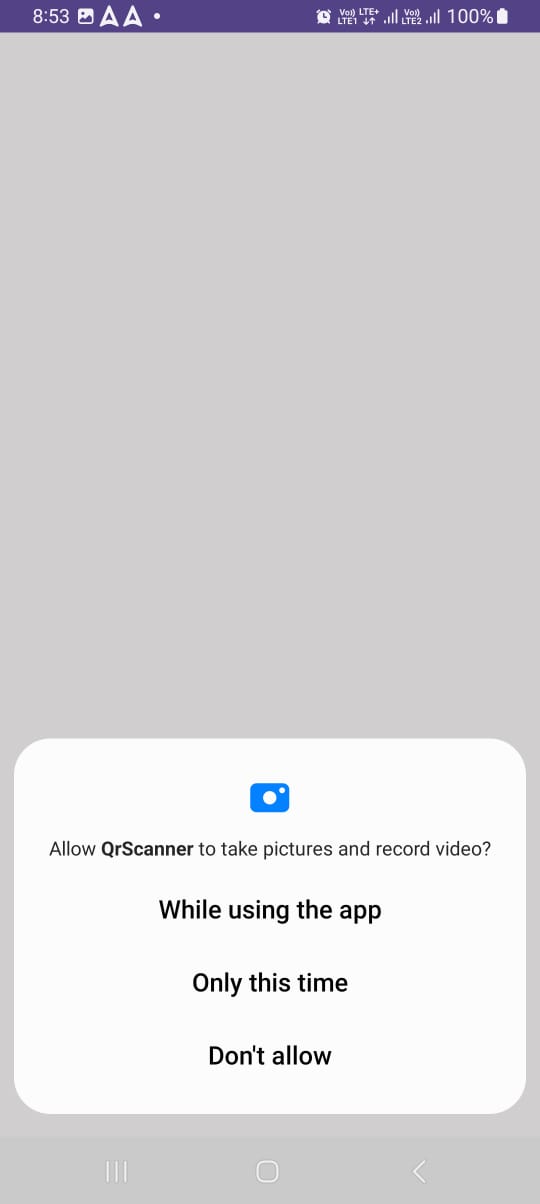 8:53
Vo)) LTE+ Vo)) 100%
LTE1 LTE2
Allow QrScanner to take pictures and record video?
While using the app
Only this time
Don't allow